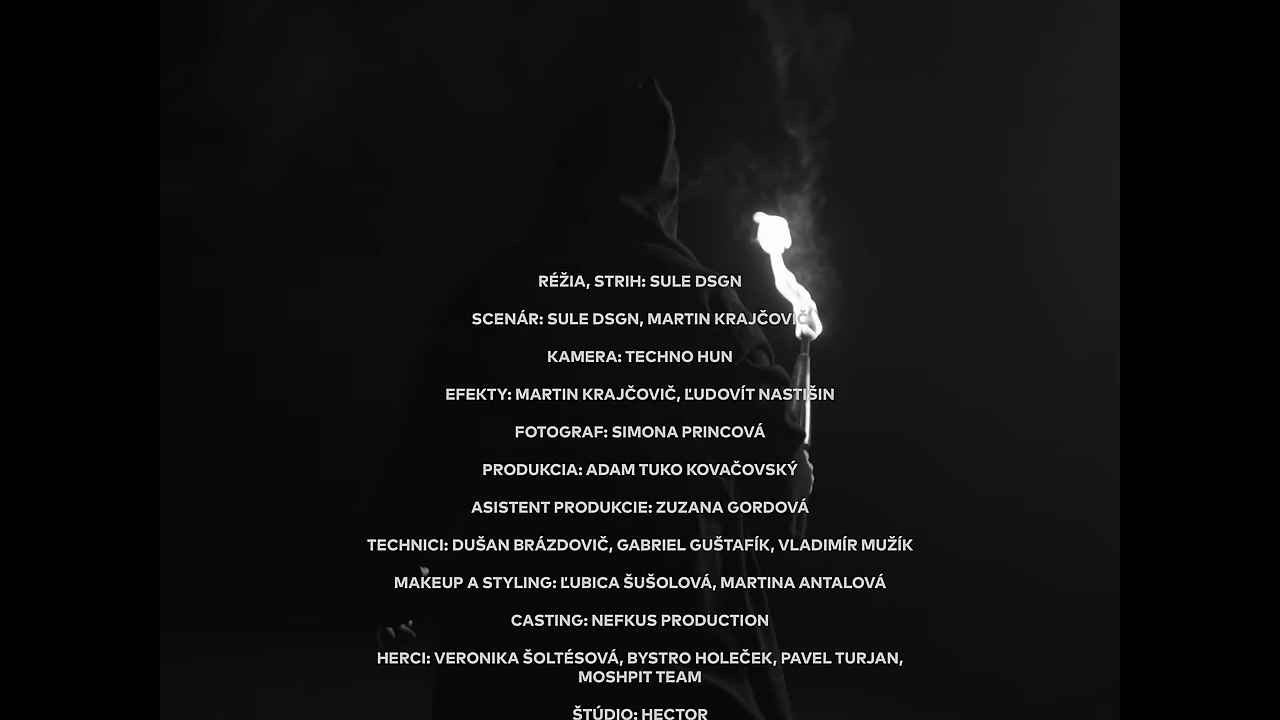 RÉŽIA, STRIH: SULE DSGN
SCENÁR: SULE DSGN, MARTIN KRAJČOVIČ
KAMERA: TECHNO HUN
EFEKTY: MARTIN KRAJČOVIČ, ĽUDOVÍT NASTIŠIN
FOTOGRAF: SIMONA PRINCOVÁ
PRODUKCIA: ADAM TUKO KOVAČOVSKÝ
ASISTENT PRODUKCIE: ZUZANA GORDOVÁ
TECHNICI: DUŠAN BRÁZDOVIČ, GABRIEL GUŠTAFÍK, VLADIMÍR MUŽÍK
MAKEUP A STYLING: ĽUBICA ŠUŠOLOVÁ, MARTINA ANTALOVÁ
CASTING: NEFKUS PRODUCTION
HERCI: VERONIKA ŠOLTÉSOVÁ, BYSTRO HOLEČEK, PAVEL TURJAN,
MOSHPIT TEAM
ŠTÚDIO: HECTOR